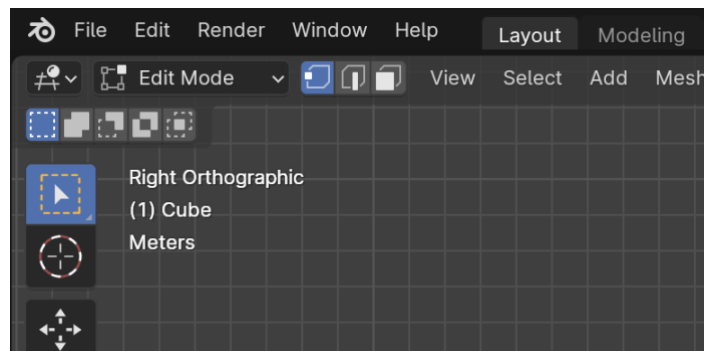 File Edit Render Window Help Layout Modeling
Edit Mode View Select Add Mesh
Right Orthographic
(1) Cube
Meters